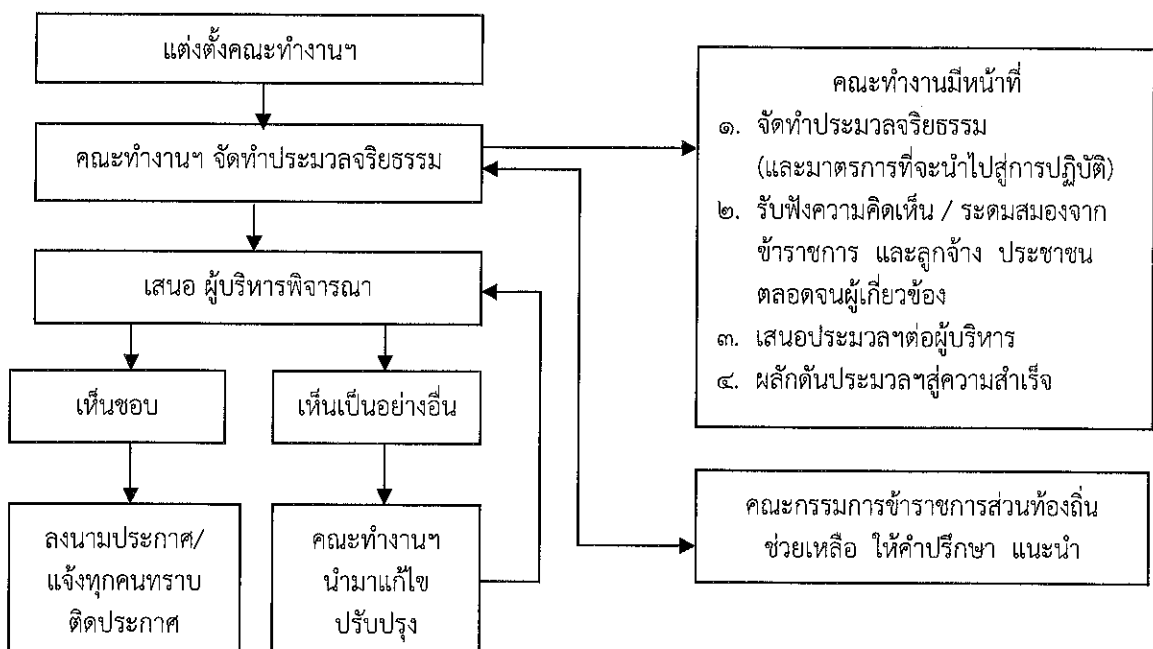 แต่งตั้งคณะทำงานฯ
คณะทำงานฯ จัดทำประมวลจริยธรรม
เสนอ ผู้บริหารพิจารณา
เห็นชอบ
เห็นเป็นอย่างอื่น
ลงนามประกาศ/
แจ้งทุกคนทราบ
ติดประกาศ
คณะทำงานฯ
นำมาแก้ไข
ปรับปรุง
คณะทำงานมีหน้าที่
๑. จัดทำประมวลจริยธรรม
(และมาตรการที่จะนำไปสู่การปฏิบัติ)
๒. รับฟังความคิดเห็น / ระดมสมองจาก
ข้าราชการ และลูกจ้าง ประชาชน
ตลอดจนผู้เกี่ยวข้อง
๓. เสนอประมวลฯต่อผู้บริหาร
๔. ผลักดันประมวลฯสู่ความสำเร็จ
คณะกรรมการข้าราชการส่วนท้องถิ่น
ช่วยเหลือ ให้คำปรึกษา แนะนำ